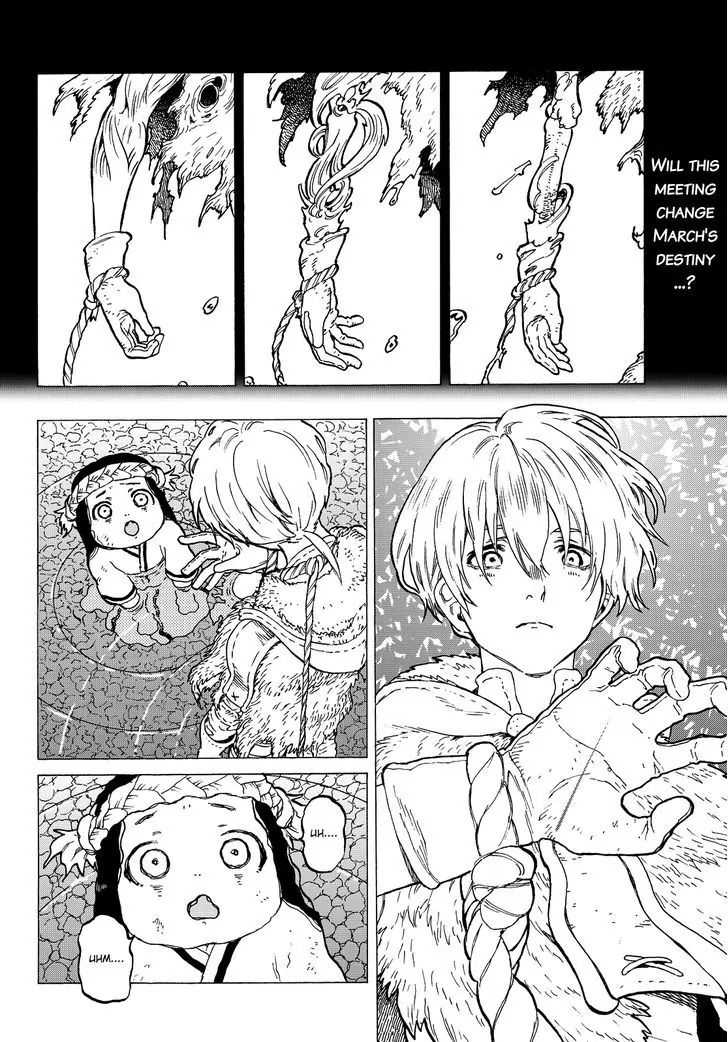 WILL THIS
MEETING
CHANGE
MARCH'S
DESTINY
...?
UH....
UHM....